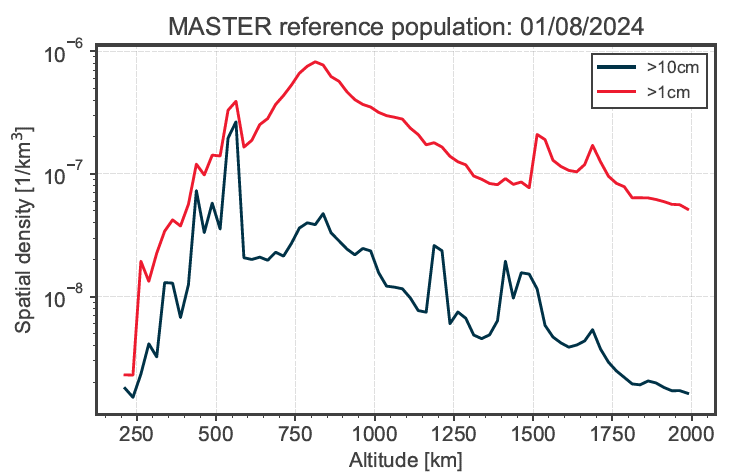 MASTER reference population: 01/08/2024
>10cm
>1cm
Spatial density [1/km³]
10⁻⁶
10⁻⁷
10⁻⁸
250 500 750 1000 1250 1500 1750 2000
Altitude [km]